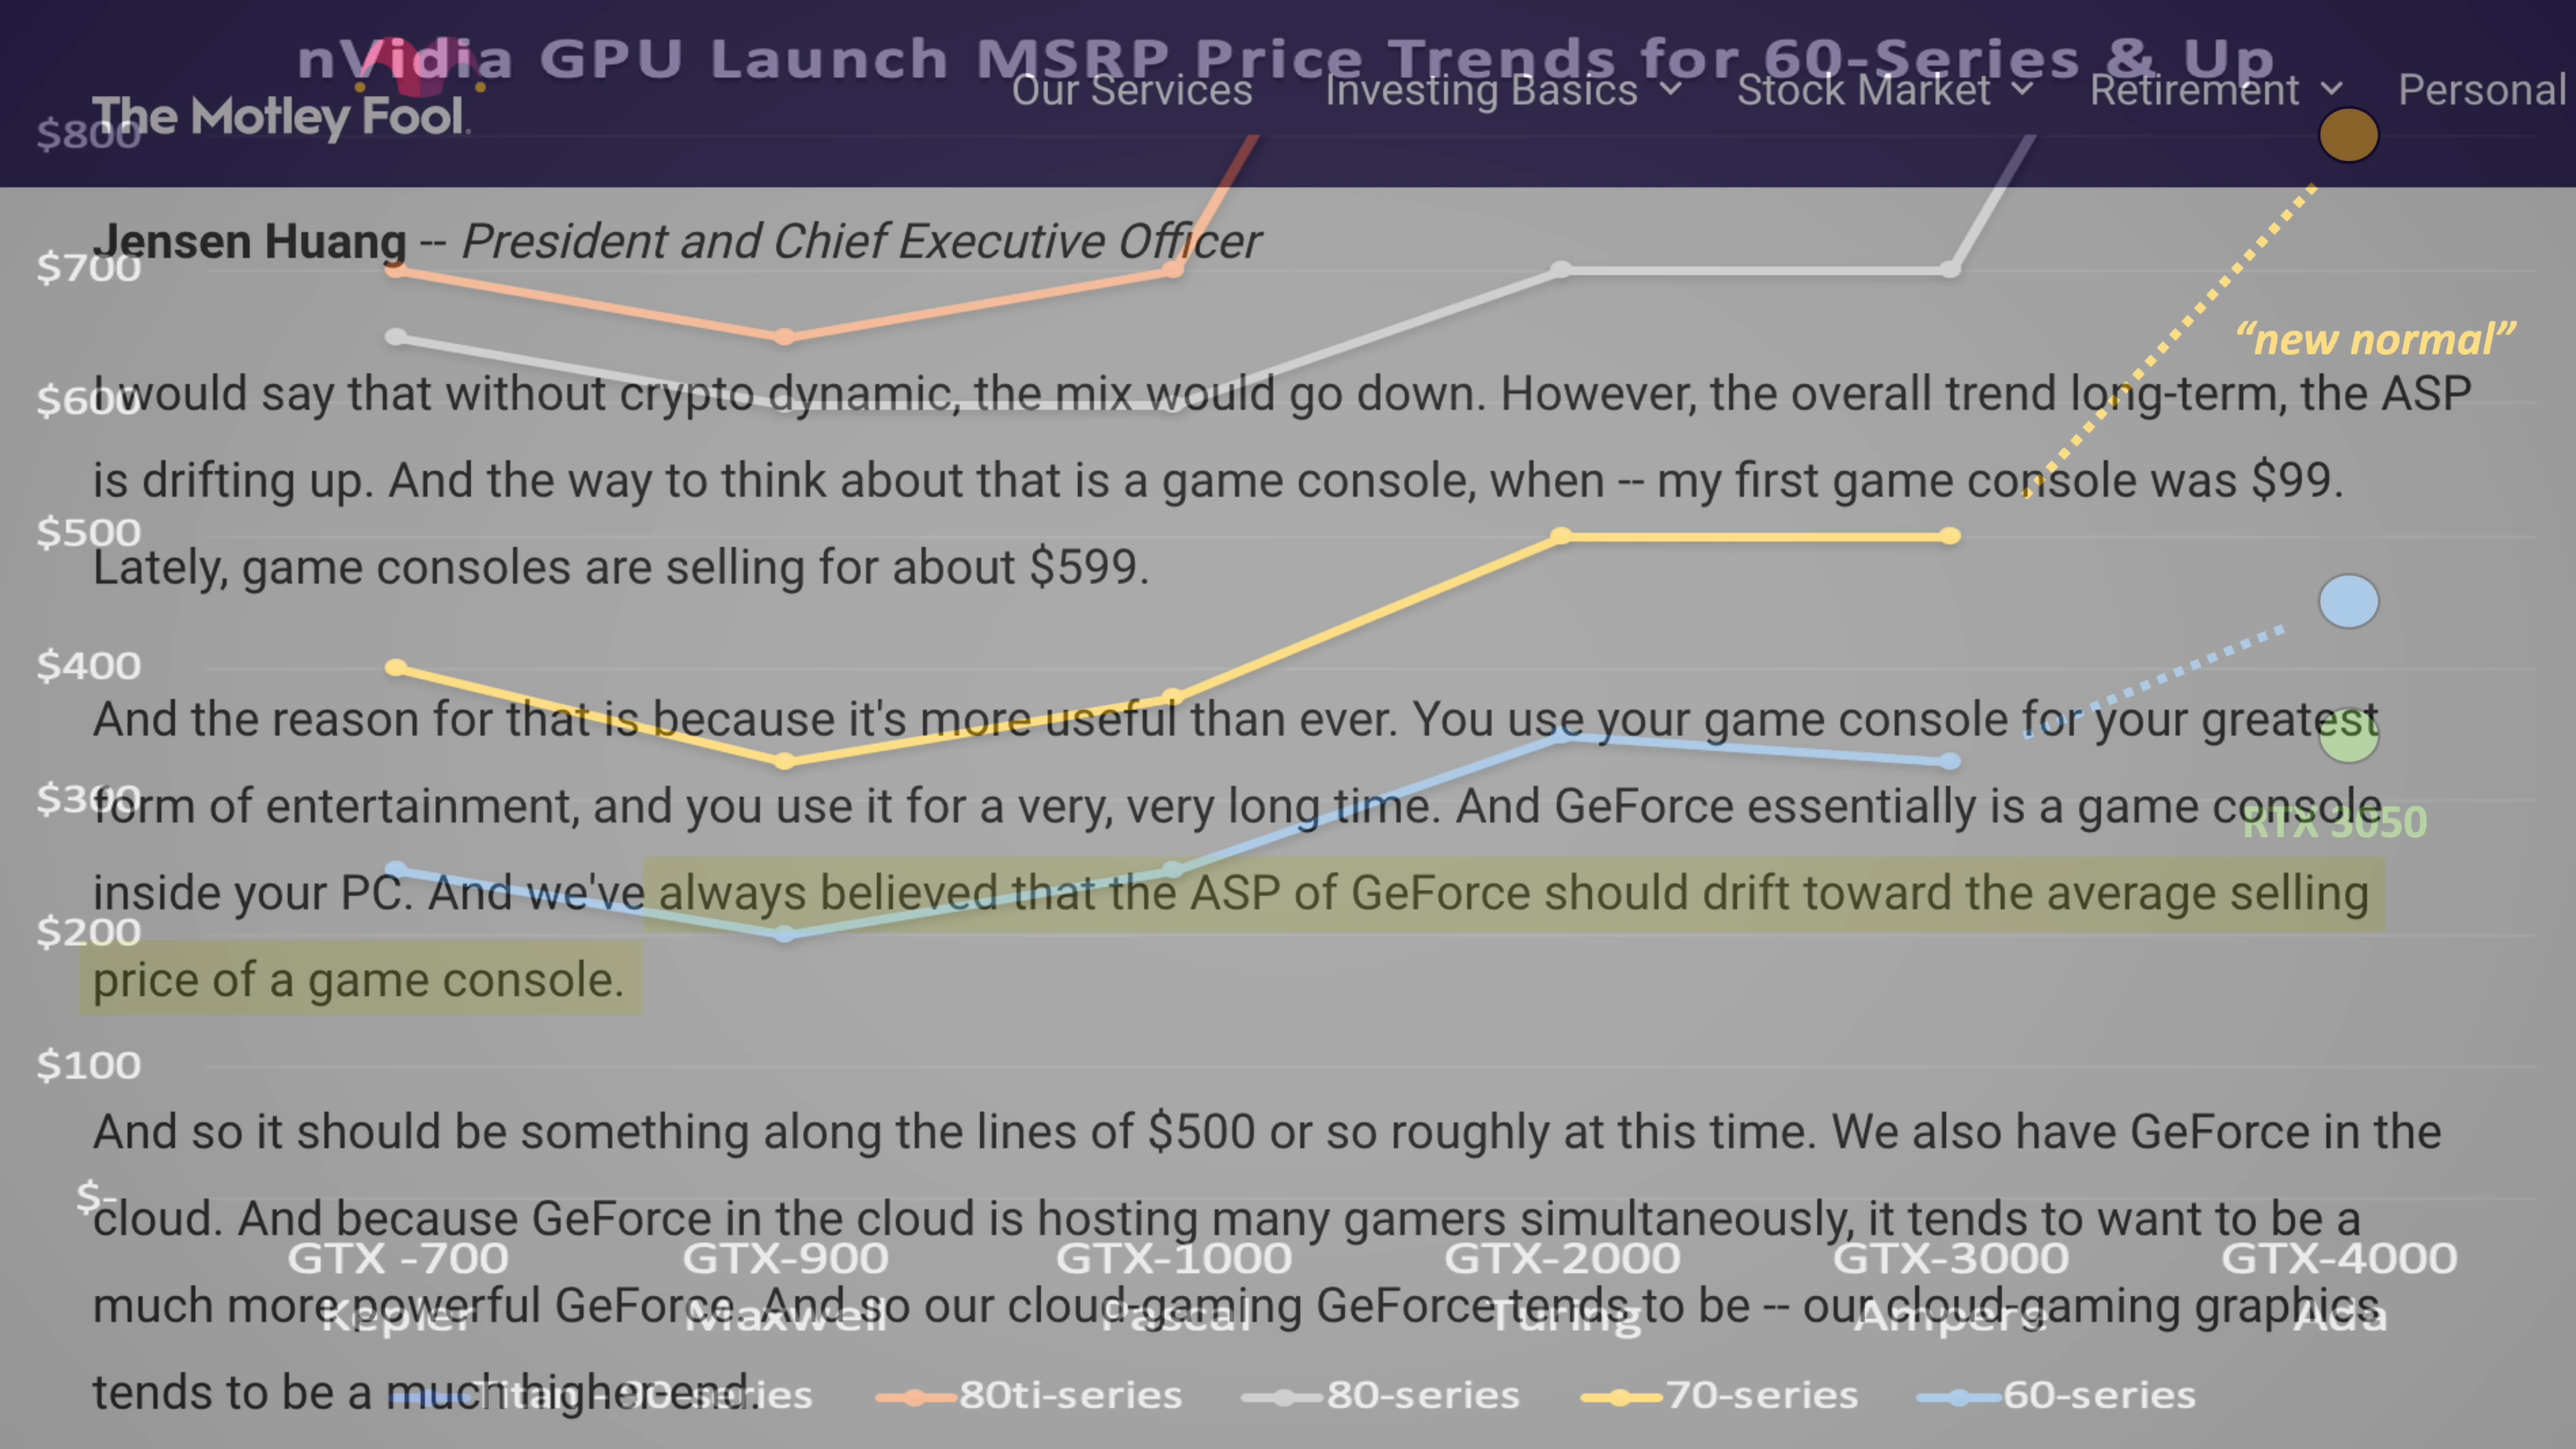 nVidia GPU Launch MSRP Price Trends for 60-Series & Up
The Motley Fool.
Our Services Investing Basics Stock Market Retirement Personal
$800
Jensen Huang -- President and Chief Executive Officer
$700
"new normal"
I would say that without crypto dynamic, the mix would go down. However, the overall trend long-term, the ASP
$600
is drifting up. And the way to think about that is a game console, when -- my first game console was $99.
$500
Lately, game consoles are selling for about $599.
$400
And the reason for that is because it's more useful than ever. You use your game console for your greatest
$300
form of entertainment, and you use it for a very, very long time. And GeForce essentially is a game console
RTX 3050
inside your PC. And we've always believed that the ASP of GeForce should drift toward the average selling
$200
price of a game console.
$100
And so it should be something along the lines of $500 or so roughly at this time. We also have GeForce in the
$-
cloud. And because GeForce in the cloud is hosting many gamers simultaneously, it tends to want to be a
GTX -700 GTX-900 GTX-1000 GTX-2000 GTX-3000 GTX-4000
much more powerful GeForce. And so our cloud-gaming GeForce tends to be -- our cloud-gaming graphics
Kepler Maxwell Pascal Turing Ampere Ada
tends to be a much higher-end.
Titan - 90 series 80ti-series 80-series 70-series 60-series